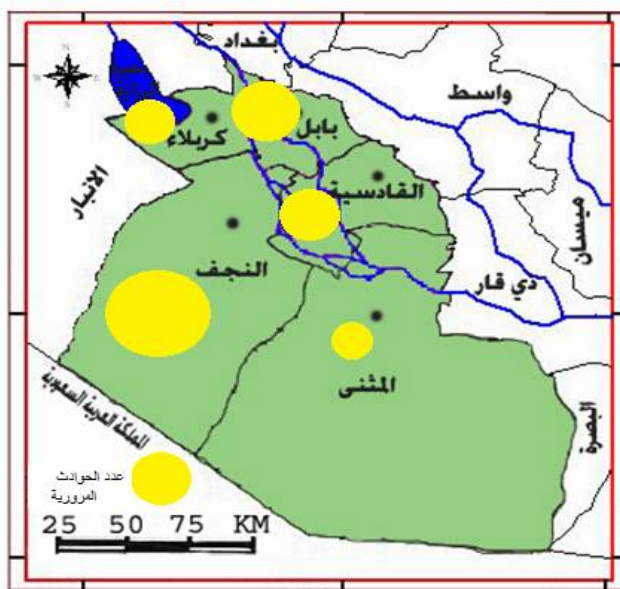 بغداد
واسط
كربلاء
بابل
الانبار
القادسية
ميسان
النجف
ذي قار
المثنى
البصرة
المملكة العربية السعودية
عدد الحوادث
المرورية
25 50 75 KM